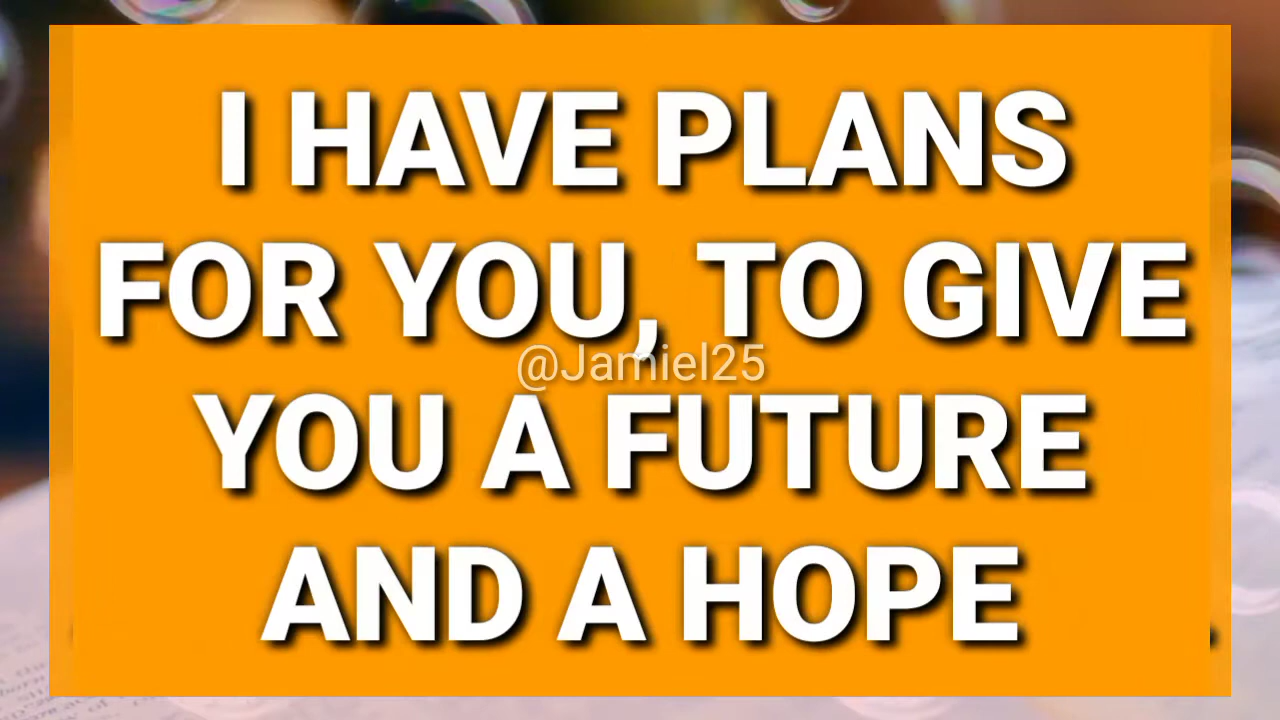 I HAVE PLANS
FOR YOU, TO GIVE
@Jamiel25
YOU A FUTURE
AND A HOPE